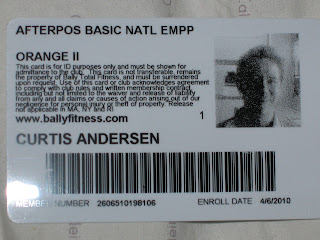 AFTERPOS BASIC NATL EMPP
ORANGE II
This card is for ID purposes only and must be shown for
admittance to the club. This card is not transferable, remains
the property of Bally Total Fitness, and must be surrendered
upon request. Use of this card or club acknowledges agreement
to comply with club rules and written membership contract,
including but not limited to the waiver and release of liability
from any and all claims or causes of action arising out of our
negligence for personal injury or theft of property. Release
not applicable in MA, NY and RI
www.ballyfitness.com
1
CURTIS ANDERSEN
MEMBER NUMBER 2606510198106 ENROLL DATE 4/6/2010